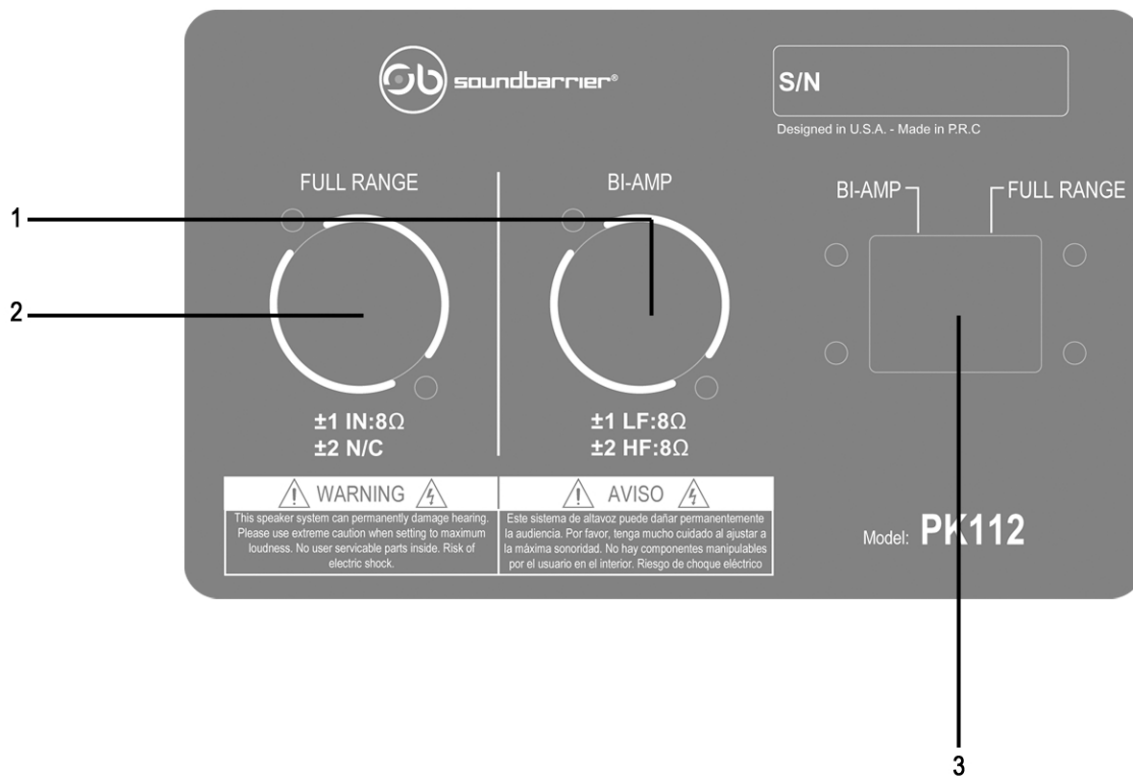 soundbarrier®
S/N
Designed in U.S.A. - Made in P.R.C
FULL RANGE
BI-AMP
BI-AMP
FULL RANGE
1
2
±1 IN:8Ω
±2 N/C
±1 LF:8Ω
±2 HF:8Ω
WARNING
This speaker system can permanently damage hearing.
Please use extreme caution when setting to maximum
loudness. No user servicable parts inside. Risk of
electric shock.
AVISO
Este sistema de altavoz puede dañar permanentemente
la audiencia. Por favor, tenga mucho cuidado al ajustar a
la máxima sonoridad. No hay componentes manipulables
por el usuario en el interior. Riesgo de choque eléctrico
Model: PK112
3